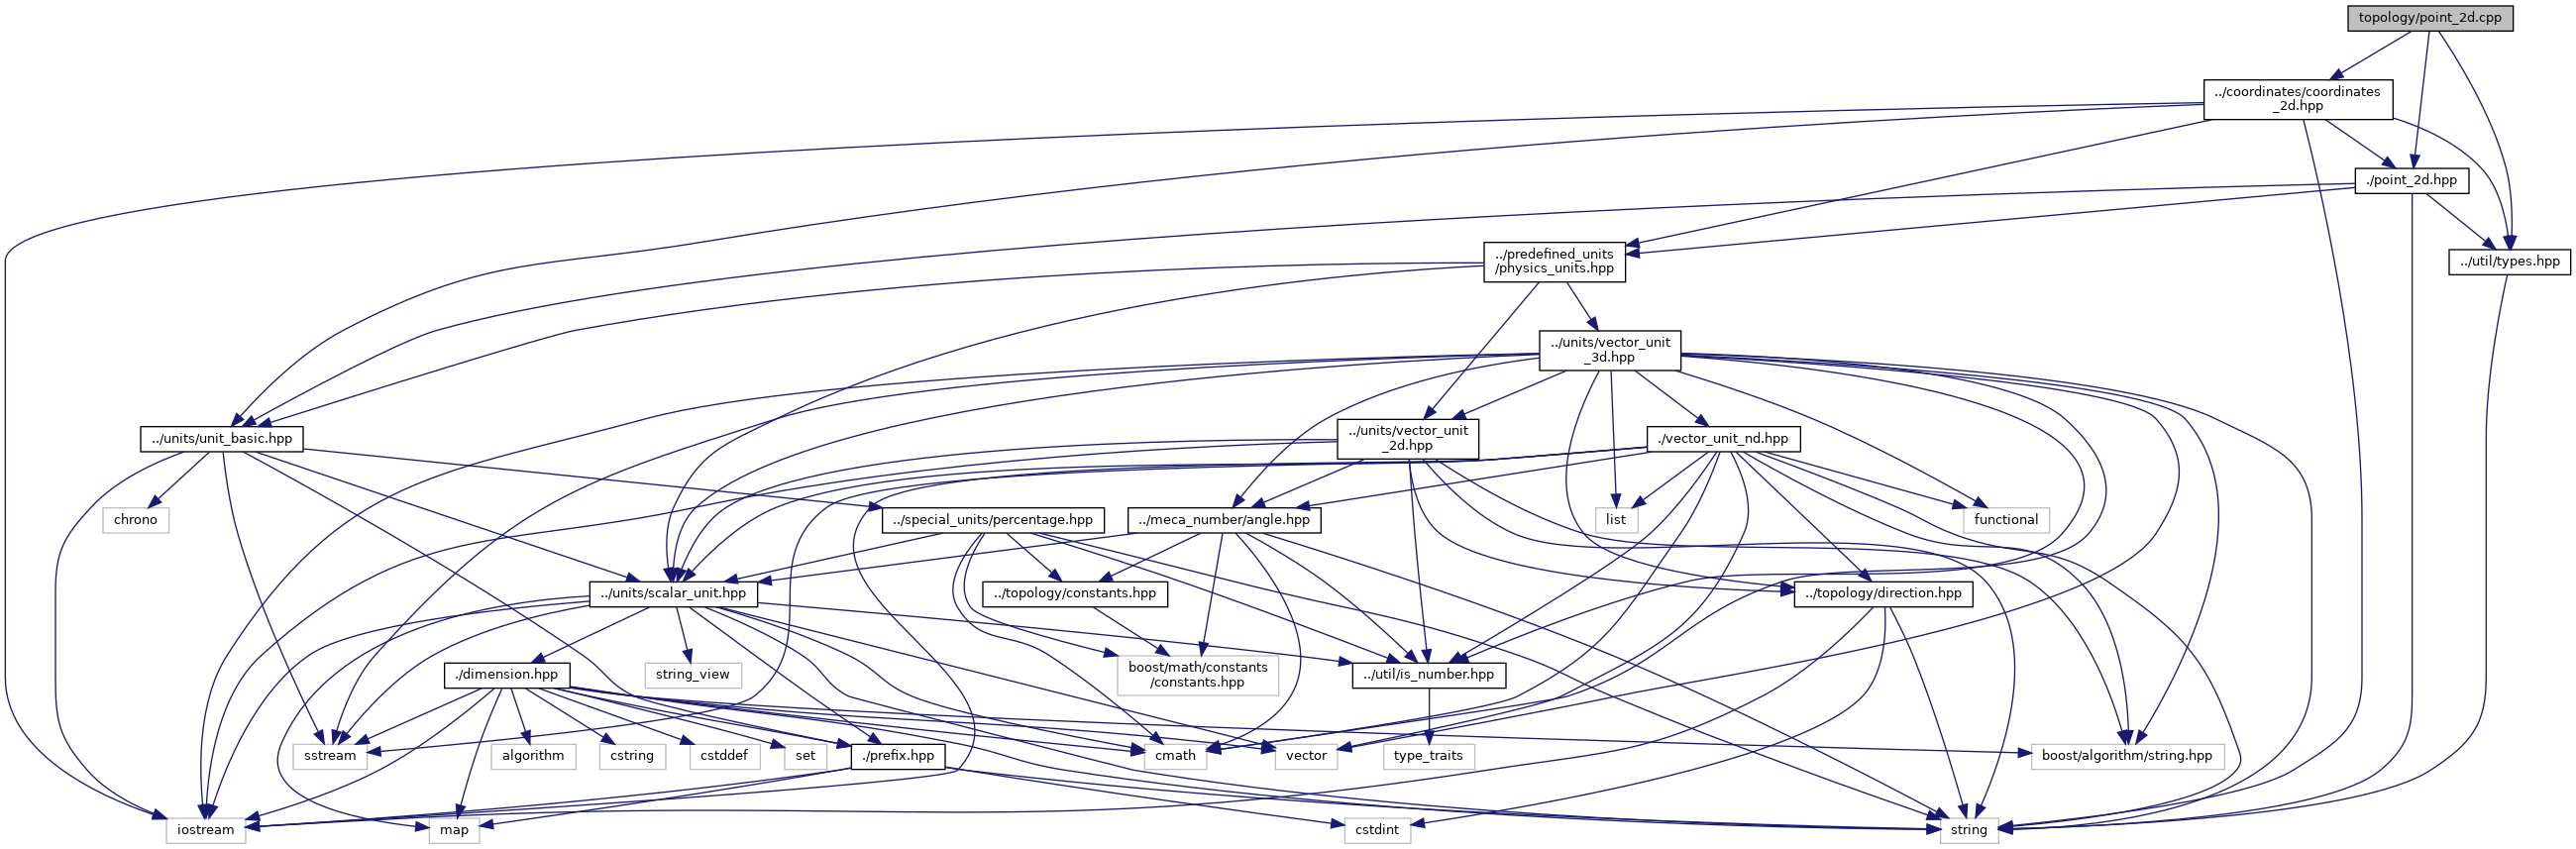 topology/point_2d.cpp
../coordinates/coordinates
_2d.hpp
./point_2d.hpp
../predefined_units
/physics_units.hpp
../util/types.hpp
../units/vector_unit
_3d.hpp
../units/unit_basic.hpp
../units/vector_unit
_2d.hpp
./vector_unit_nd.hpp
chrono
../special_units/percentage.hpp
../meca_number/angle.hpp
list
functional
../units/scalar_unit.hpp
../topology/constants.hpp
../topology/direction.hpp
./dimension.hpp
string_view
boost/math/constants
/constants.hpp
../util/is_number.hpp
sstream
algorithm
cstring
cstddef
set
./prefix.hpp
cmath
vector
type_traits
boost/algorithm/string.hpp
iostream
map
cstdint
string